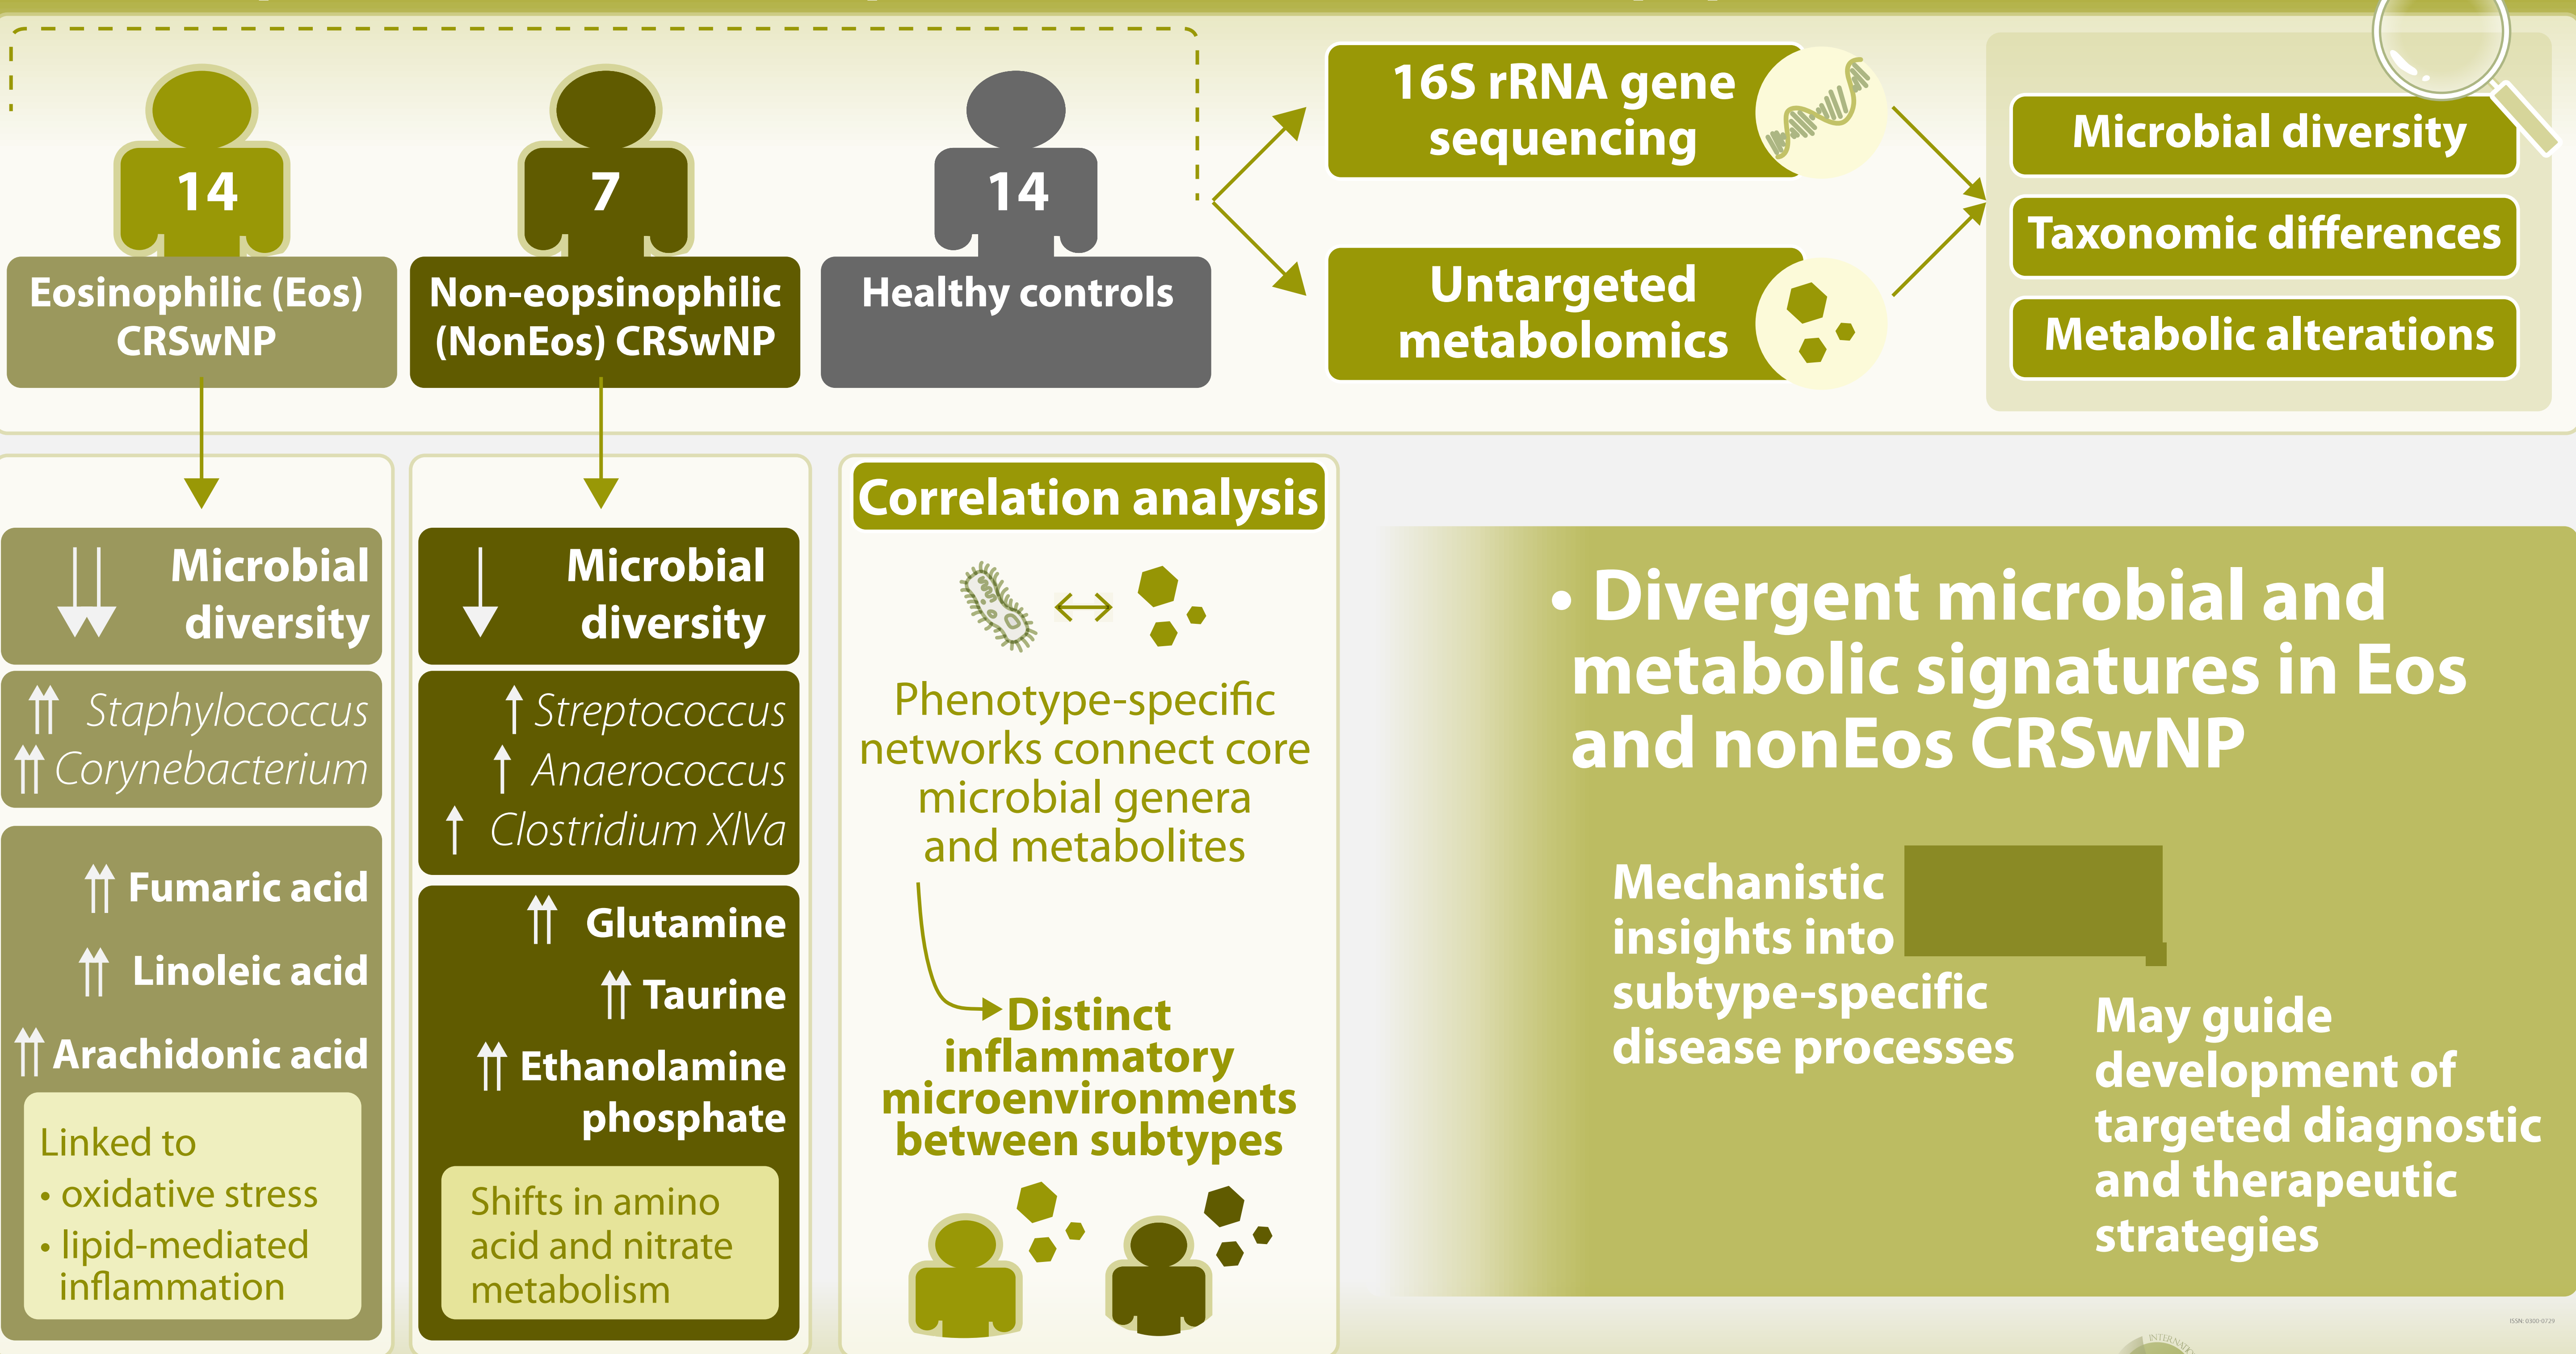 14
7
14
Eosinophilic (Eos)
CRSwNP
Non-eopsinophilic
(NonEos) CRSwNP
Healthy controls
16S rRNA gene
sequencing
Untargeted
metabolomics
Microbial diversity
Taxonomic differences
Metabolic alterations
Microbial
diversity
Staphylococcus
Corynebacterium
Fumaric acid
Linoleic acid
Arachidonic acid
Linked to
• oxidative stress
• lipid-mediated
inflammation
Microbial
diversity
Streptococcus
Anaerococcus
Clostridium XlVa
Glutamine
Taurine
Ethanolamine
phosphate
Shifts in amino
acid and nitrate
metabolism
Correlation analysis
Phenotype-specific
networks connect core
microbial genera
and metabolites
Distinct
inflammatory
microenvironments
between subtypes
• Divergent microbial and
metabolic signatures in Eos
and nonEos CRSwNP
Mechanistic
insights into
subtype-specific
disease processes
May guide
development of
targeted diagnostic
and therapeutic
strategies
ISSN: 0300-0729